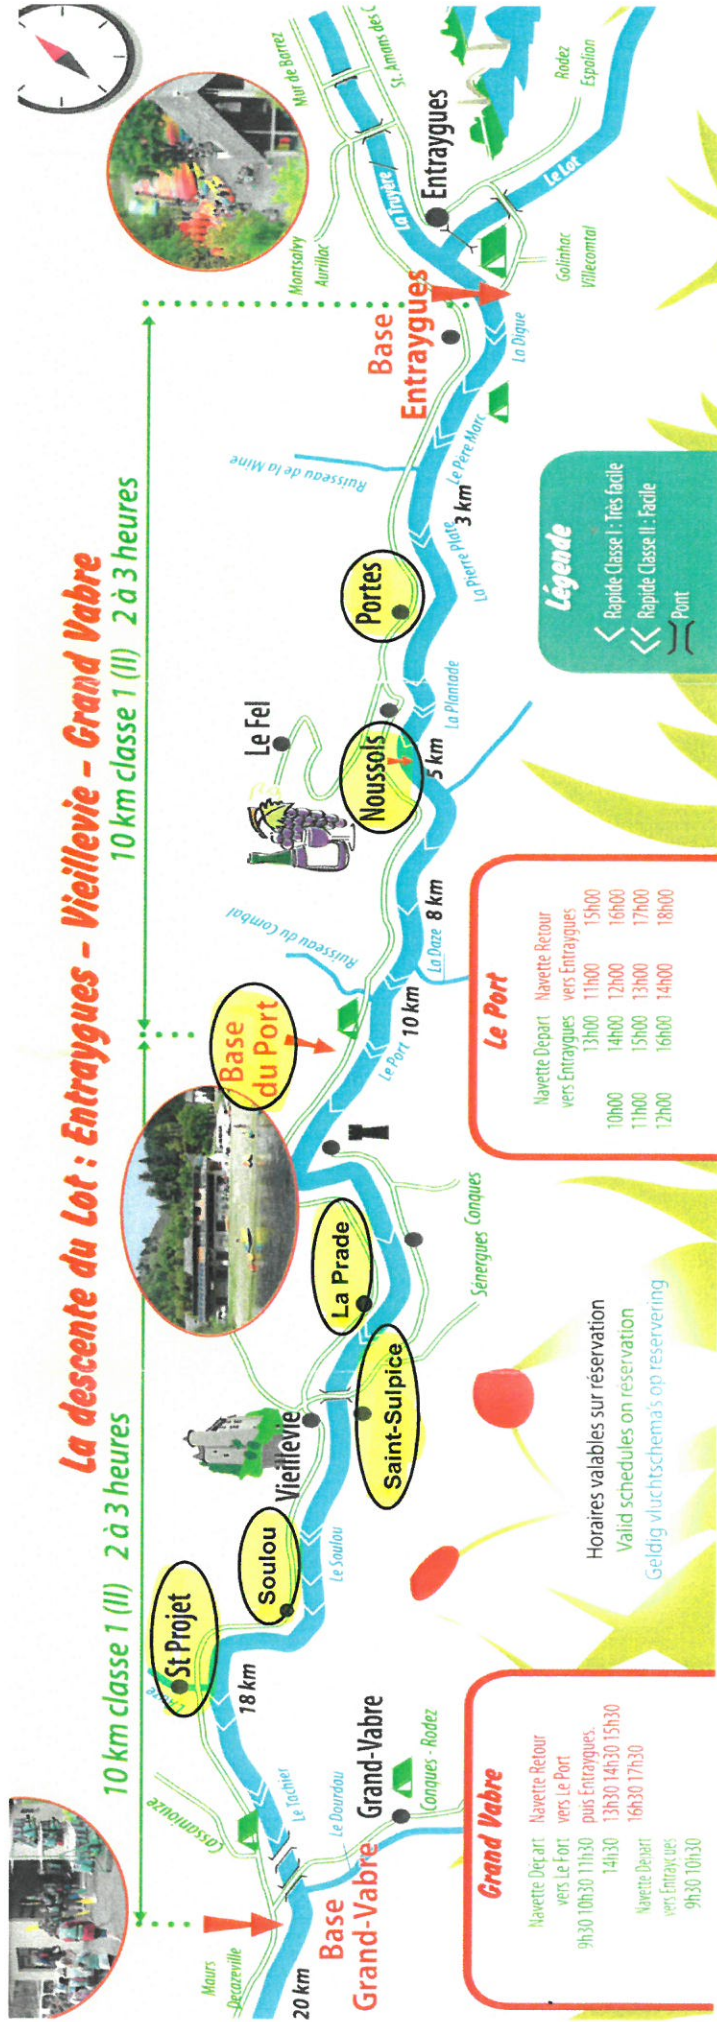 La descente du Lot : Entraygues - Vieillevie - Grand Vabre
10 km classe 1 (II)   2 à 3 heures
10 km classe 1 (II)   2 à 3 heures
Maurs
Decazeville
20 km
Base
Grand-Vabre
Cassaniouze
Le Tachier
Le Dourdou
Grand-Vabre
Conques - Rodez
St Projet
18 km
Soulou
Le Soulou
Vieillevie
Saint-Sulpice
La Prade
Sénergues
Conques
Base
du Port
Le Port
10 km
Ruisseau du Combal
La Daze
8 km
Le Fel
Noussols
5 km
La Plantade
Portes
La Pierre Plate
3 km
Ruisseau de la Mine
Le Père Marc
Base
Entraygues
La Digue
Montsalvy
Aurillac
Mur de Barrez
St. Amans des C
La Truyère
Entraygues
Le Lot
Rodez
Espalion
Golinhac
Villecomtal
Grand Vabre
Navette Départ
vers Le Port
9h30 10h30 11h30
14h30
Navette Départ
vers Entraygues
9h30 10h30
Navette Retour
vers Le Port
puis Entraygues.
13h30 14h30 15h30
16h30 17h30
Horaires valables sur réservation
Valid schedules on reservation
Geldig vluchtschema's op reservering
Le Port
Navette Depart
vers Entraygues
13h00
10h00 14h00
11h00 15h00
12h00 16h00
Navette Retour
vers Entraygues
11h00 15h00
12h00 16h00
13h00 17h00
14h00 18h00
Légende
Rapide Classe I : Très facile
Rapide Classe II : Facile
Pont